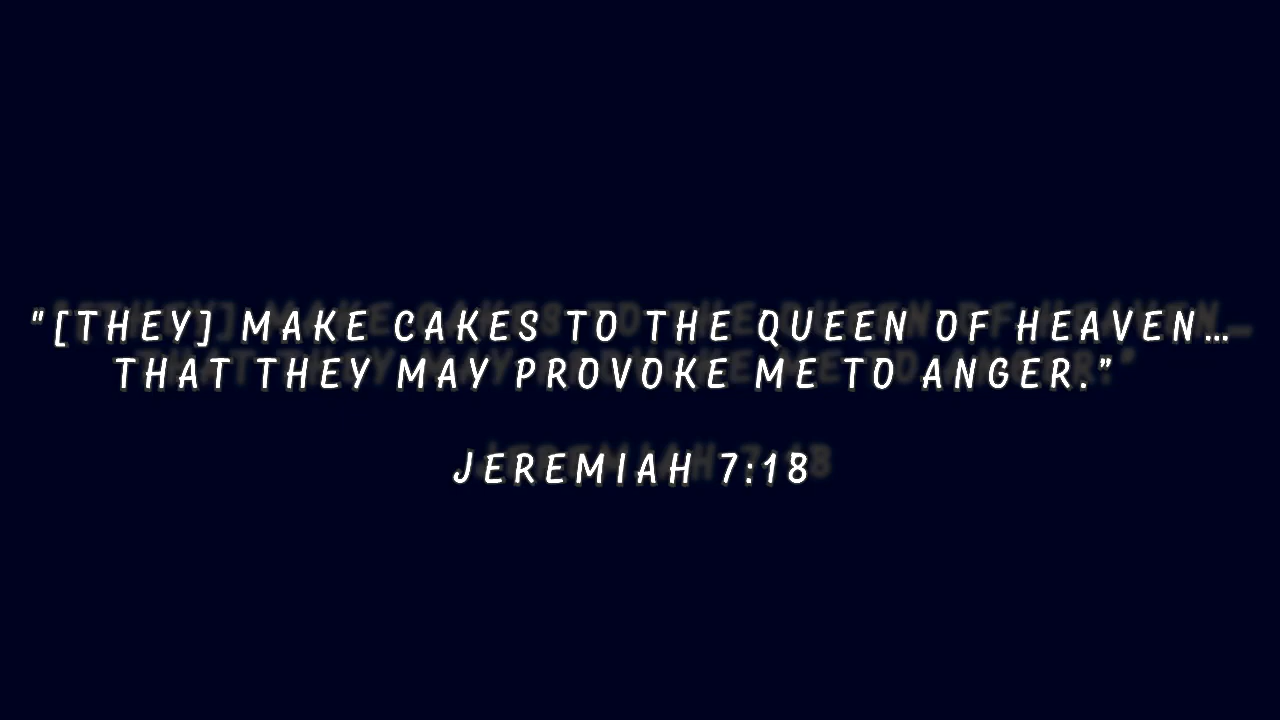 "[THEY] MAKE CAKES TO THE QUEEN OF HEAVEN…
THAT THEY MAY PROVOKE ME TO ANGER."
JEREMIAH 7:18